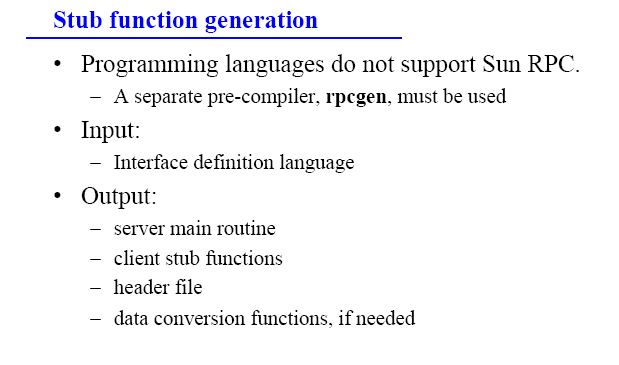 Stub function generation
• Programming languages do not support Sun RPC.
– A separate pre-compiler, rpcgen, must be used
• Input:
– Interface definition language
• Output:
– server main routine
– client stub functions
– header file
– data conversion functions, if needed